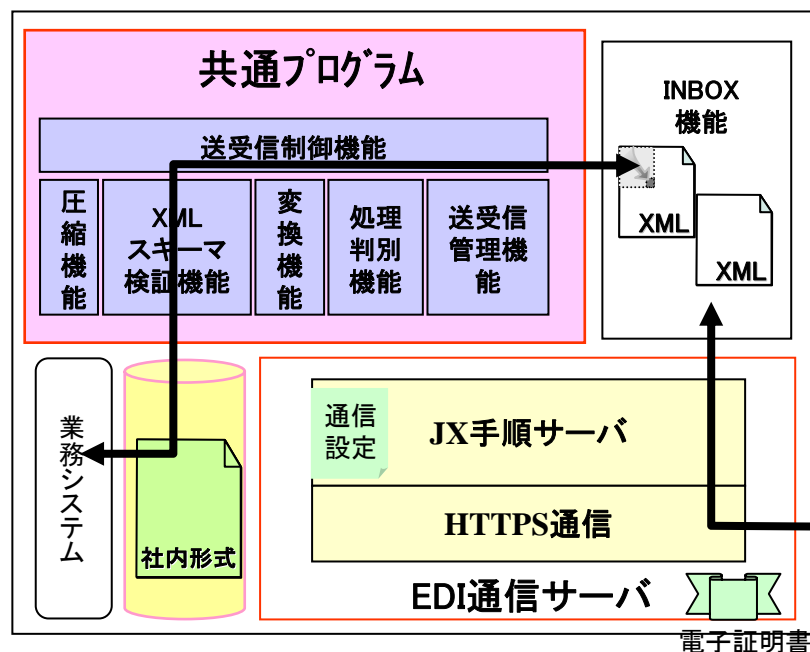 共通プログラム
INBOX
機能
送受信制御機能
圧
縮
機
能
XML
スキーマ
検証機能
変
換
機
能
処理
判別
機能
送受信
管理機
能
XML
XML
業務システム
社内形式
通信
設定
JX手順サーバ
HTTPS通信
EDI通信サーバ
電子証明書